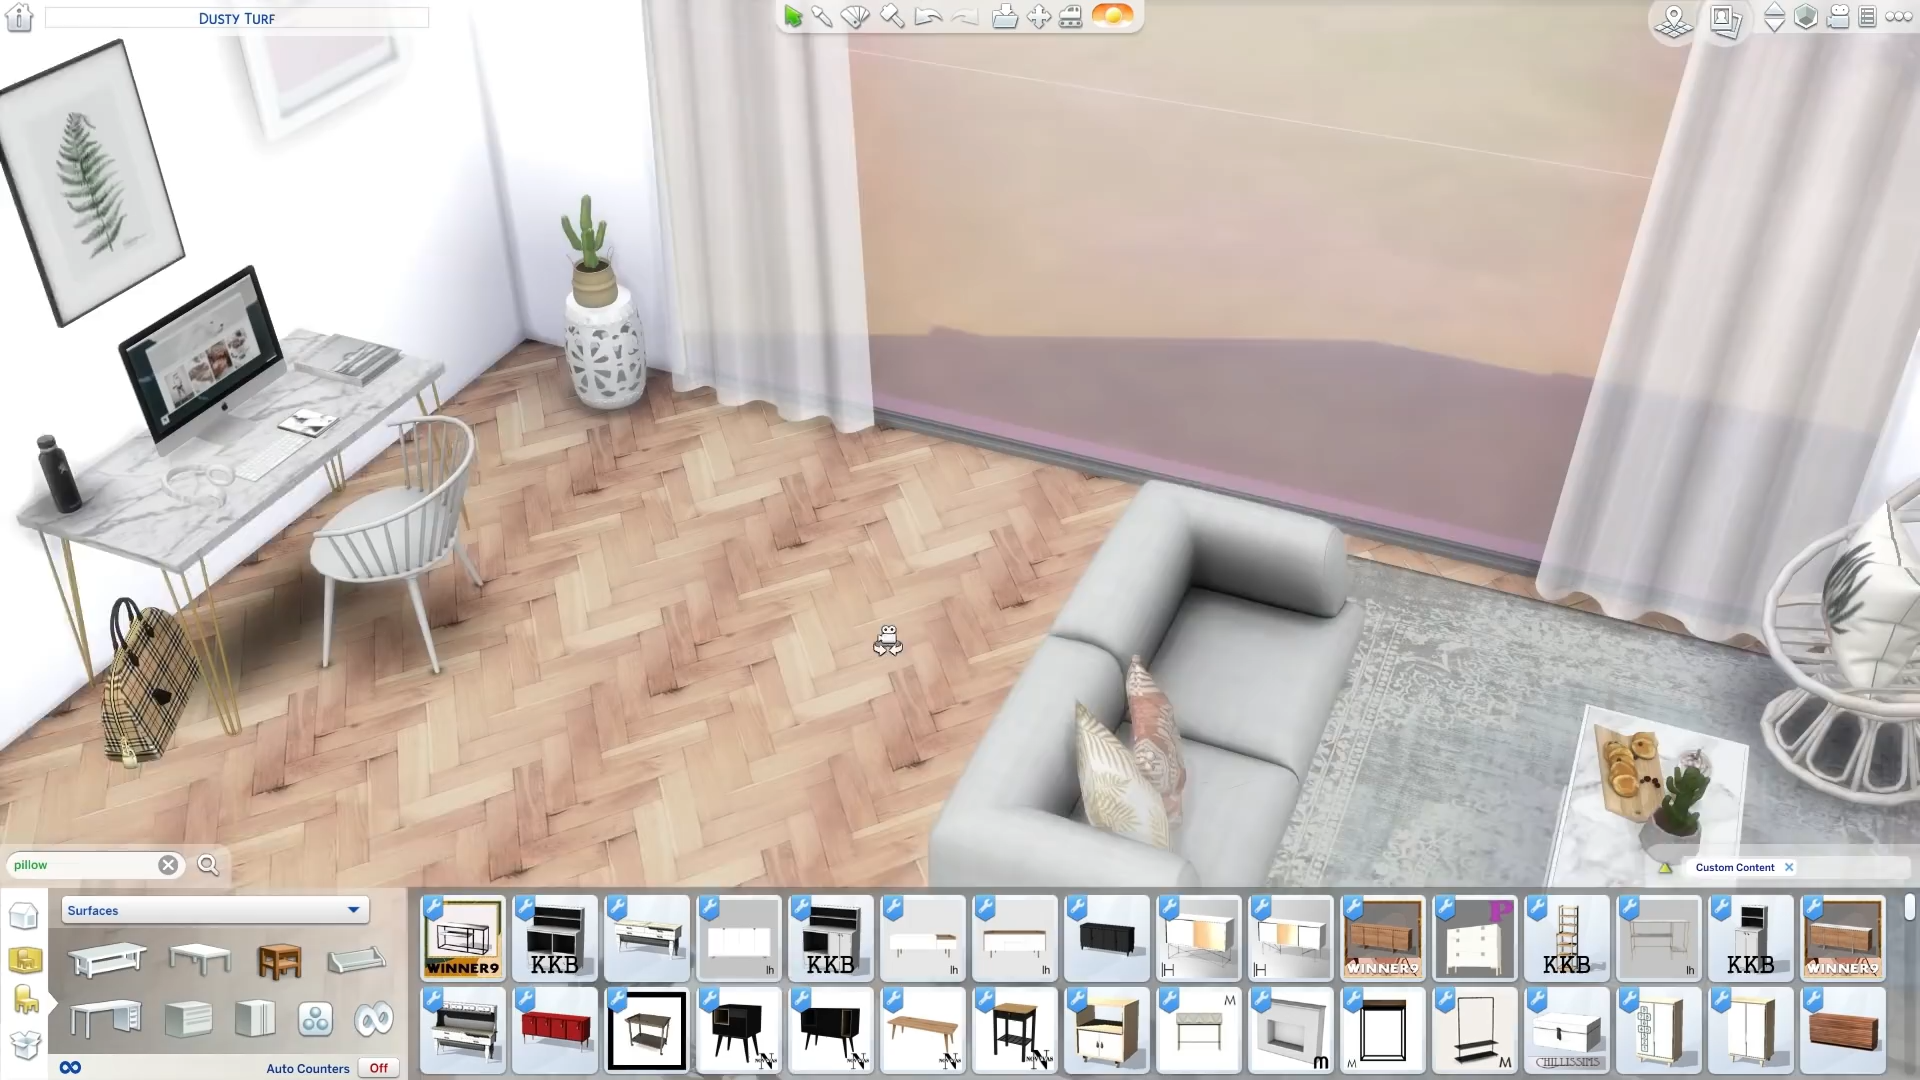 DUSTY TURF
pillow
Custom Content
Surfaces
WINNER9
KKB
lh
KKB
lh
lh
H
H
WINNER9
P
KKB
lh
KKB
WINNER9
N
N
N
N
M
m
M
M
CHILLISSIMS
Auto Counters Off